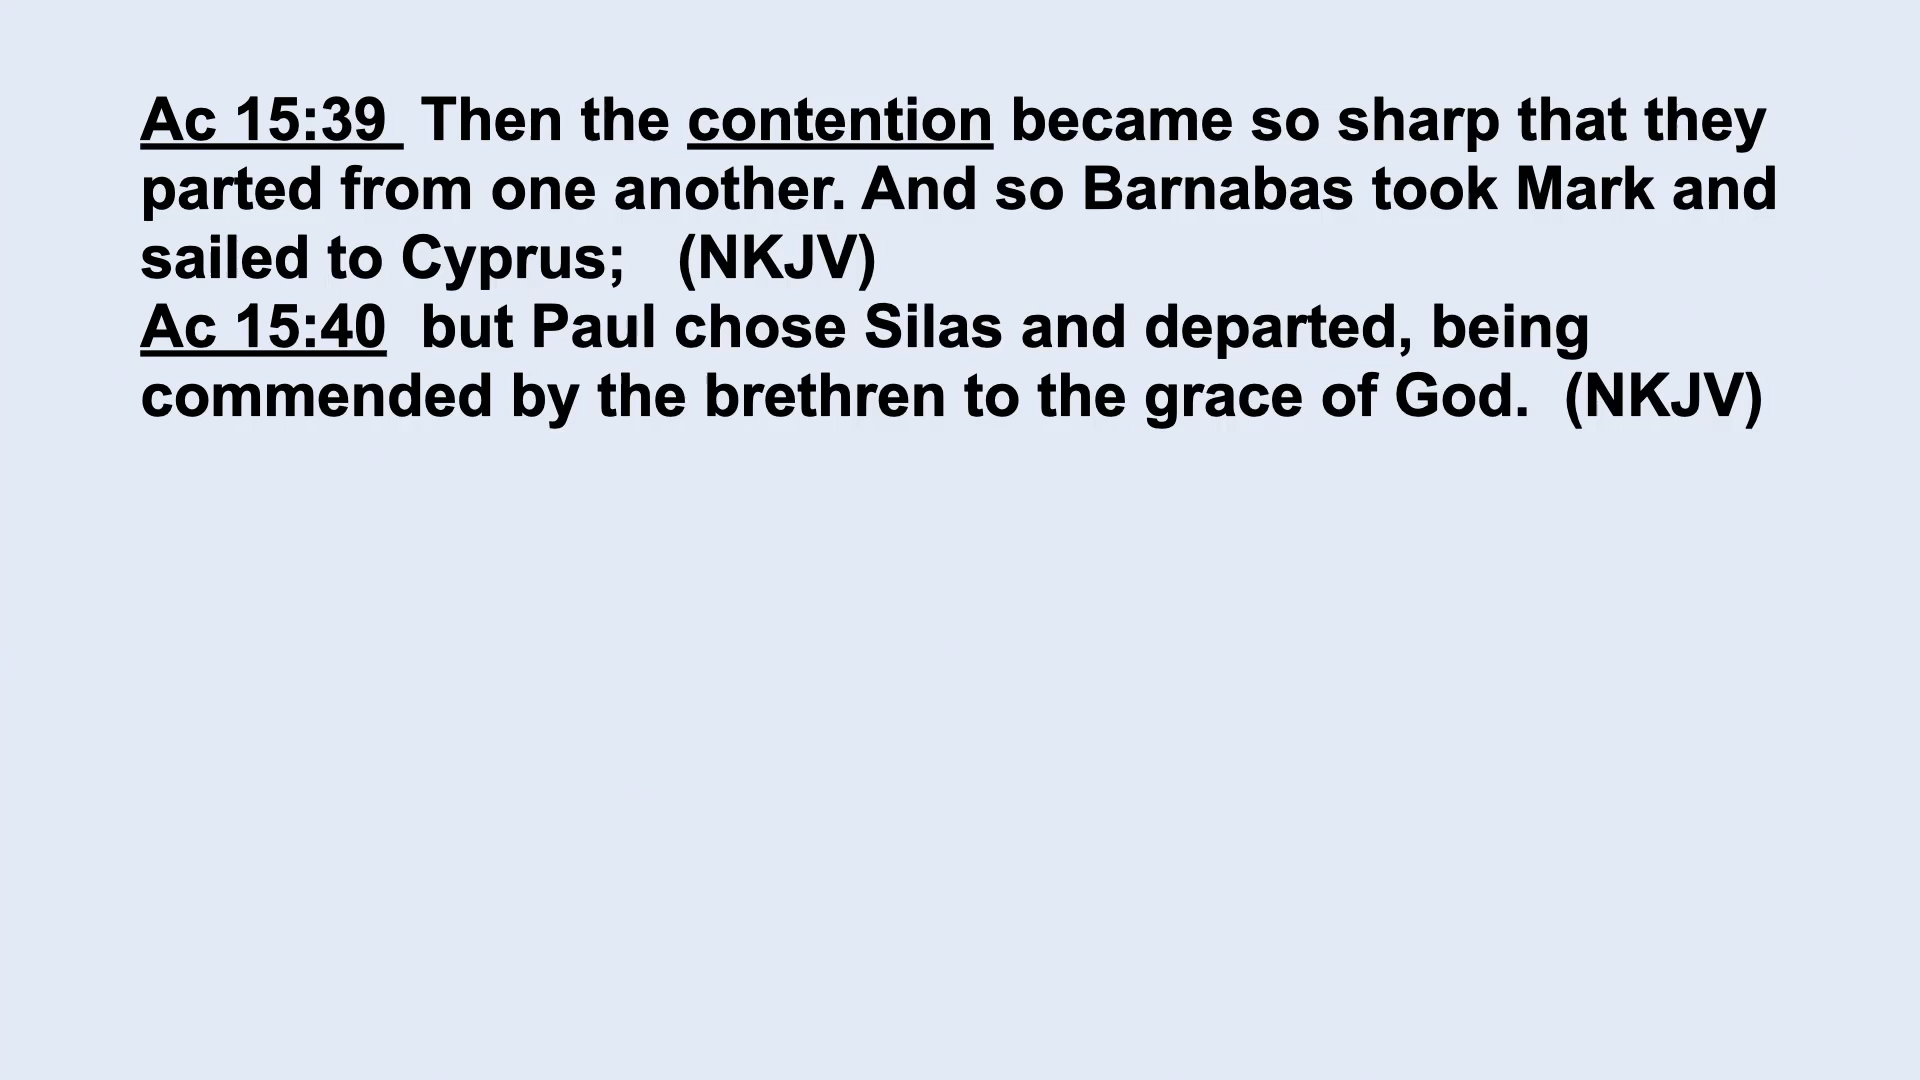 Ac 15:39  Then the contention became so sharp that they
parted from one another. And so Barnabas took Mark and
sailed to Cyprus;   (NKJV)
Ac 15:40  but Paul chose Silas and departed, being
commended by the brethren to the grace of God.  (NKJV)